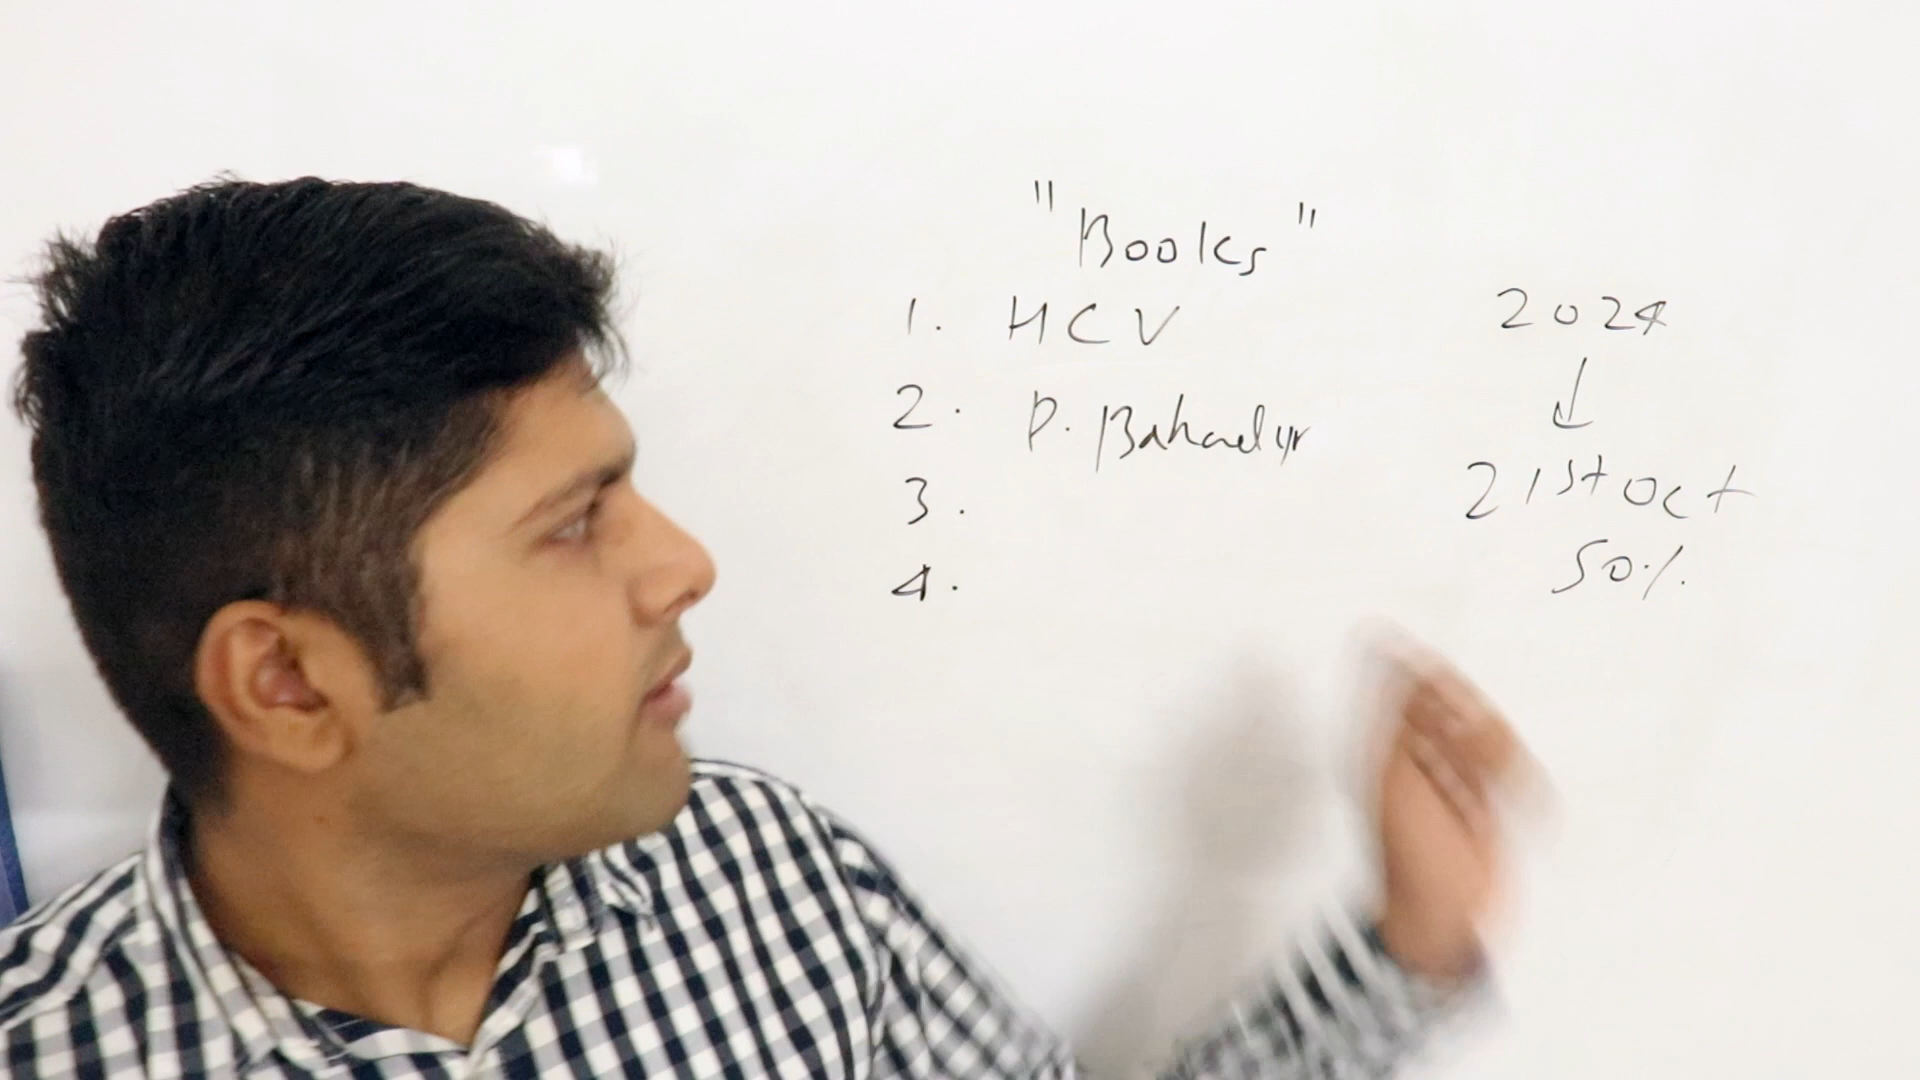 "Books"
1. HCV
2. P. Bahadur
3.
4.
2024
↓
21st Oct
50%